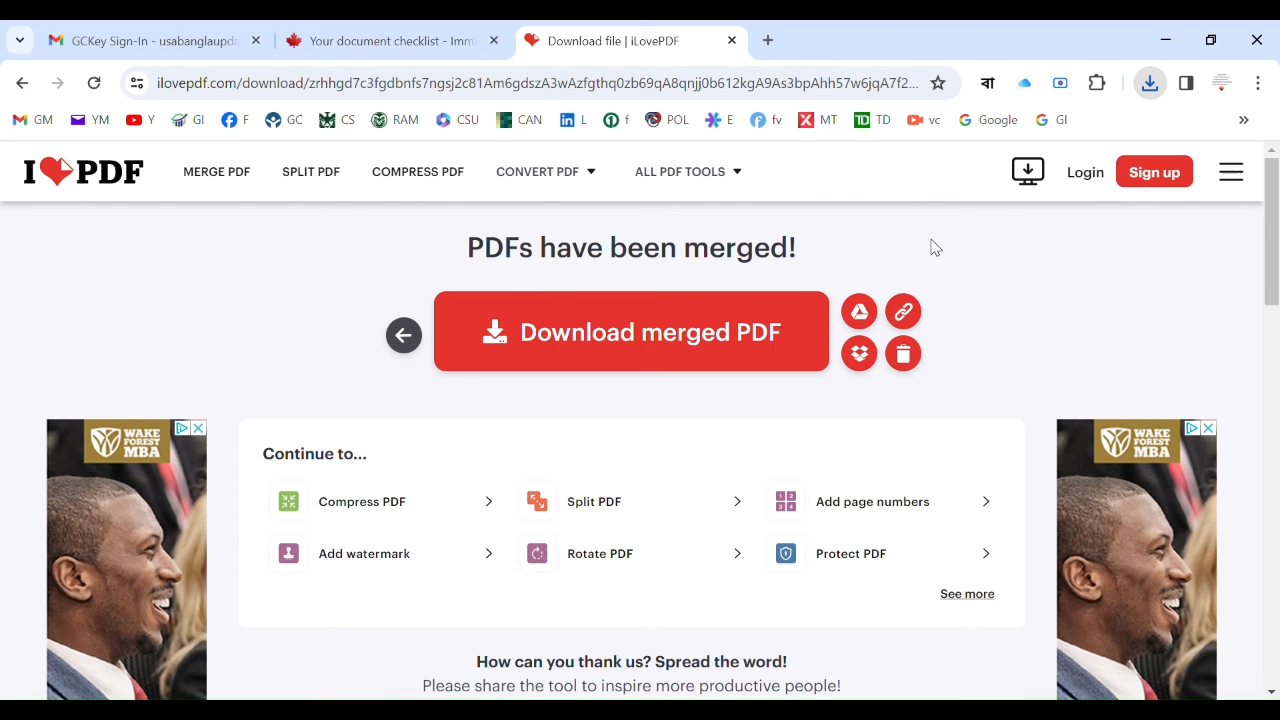 GCKey Sign-In - usabanglaupda
Your document checklist - Immi
Download file | iLovePDF
ilovepdf.com/download/zrhhgd7c3fgdbnfs7ngsj2c81Am6gdszA3wAzfgthq0zb69qA8qnjj0b612kgA9As3bpAhh57w6jqA7f2...
বা
GM YM Y GI F GC CS RAM CSU CAN L f POL E fv MT TD vc Google GI
I PDF MERGE PDF SPLIT PDF COMPRESS PDF CONVERT PDF ALL PDF TOOLS Login Sign up
PDFs have been merged!
Download merged PDF
WAKE FOREST MBA
WAKE FOREST MBA
Continue to...
Compress PDF Split PDF Add page numbers
Add watermark Rotate PDF Protect PDF
See more
How can you thank us? Spread the word!
Please share the tool to inspire more productive people!